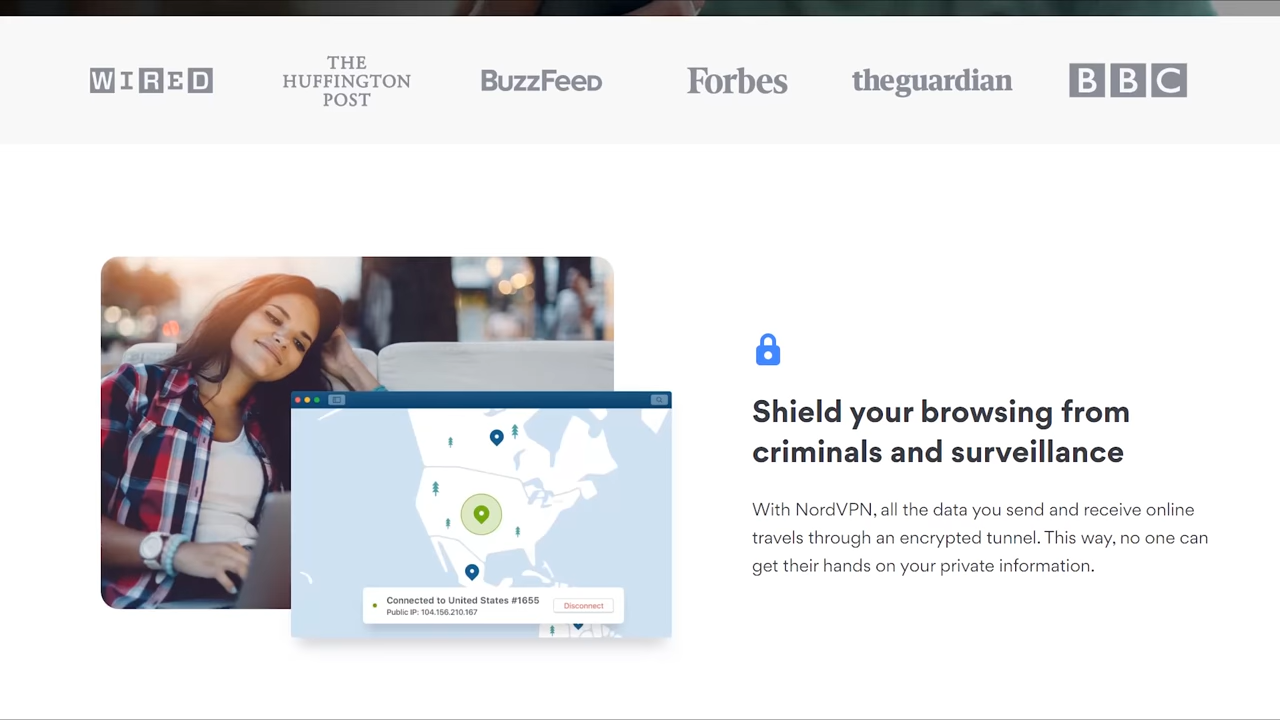 WIRED
THE
HUFFINGTON
POST
BuzzFeed
Forbes
theguardian
BBC
Connected to United States #1655
Public IP: 104.156.210.167
Disconnect
Shield your browsing from
criminals and surveillance
With NordVPN, all the data you send and receive online
travels through an encrypted tunnel. This way, no one can
get their hands on your private information.